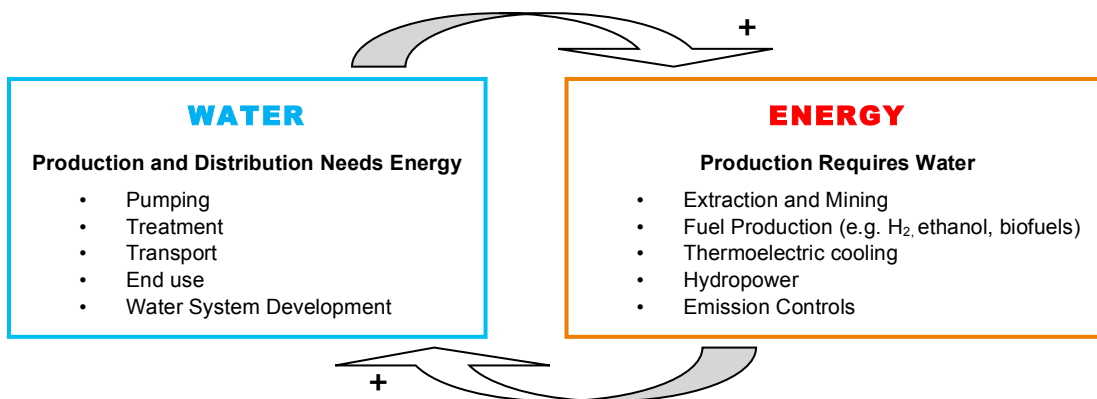 +
WATER
Production and Distribution Needs Energy
• Pumping
• Treatment
• Transport
• End use
• Water System Development
ENERGY
Production Requires Water
• Extraction and Mining
• Fuel Production (e.g. H2, ethanol, biofuels)
• Thermoelectric cooling
• Hydropower
• Emission Controls
+